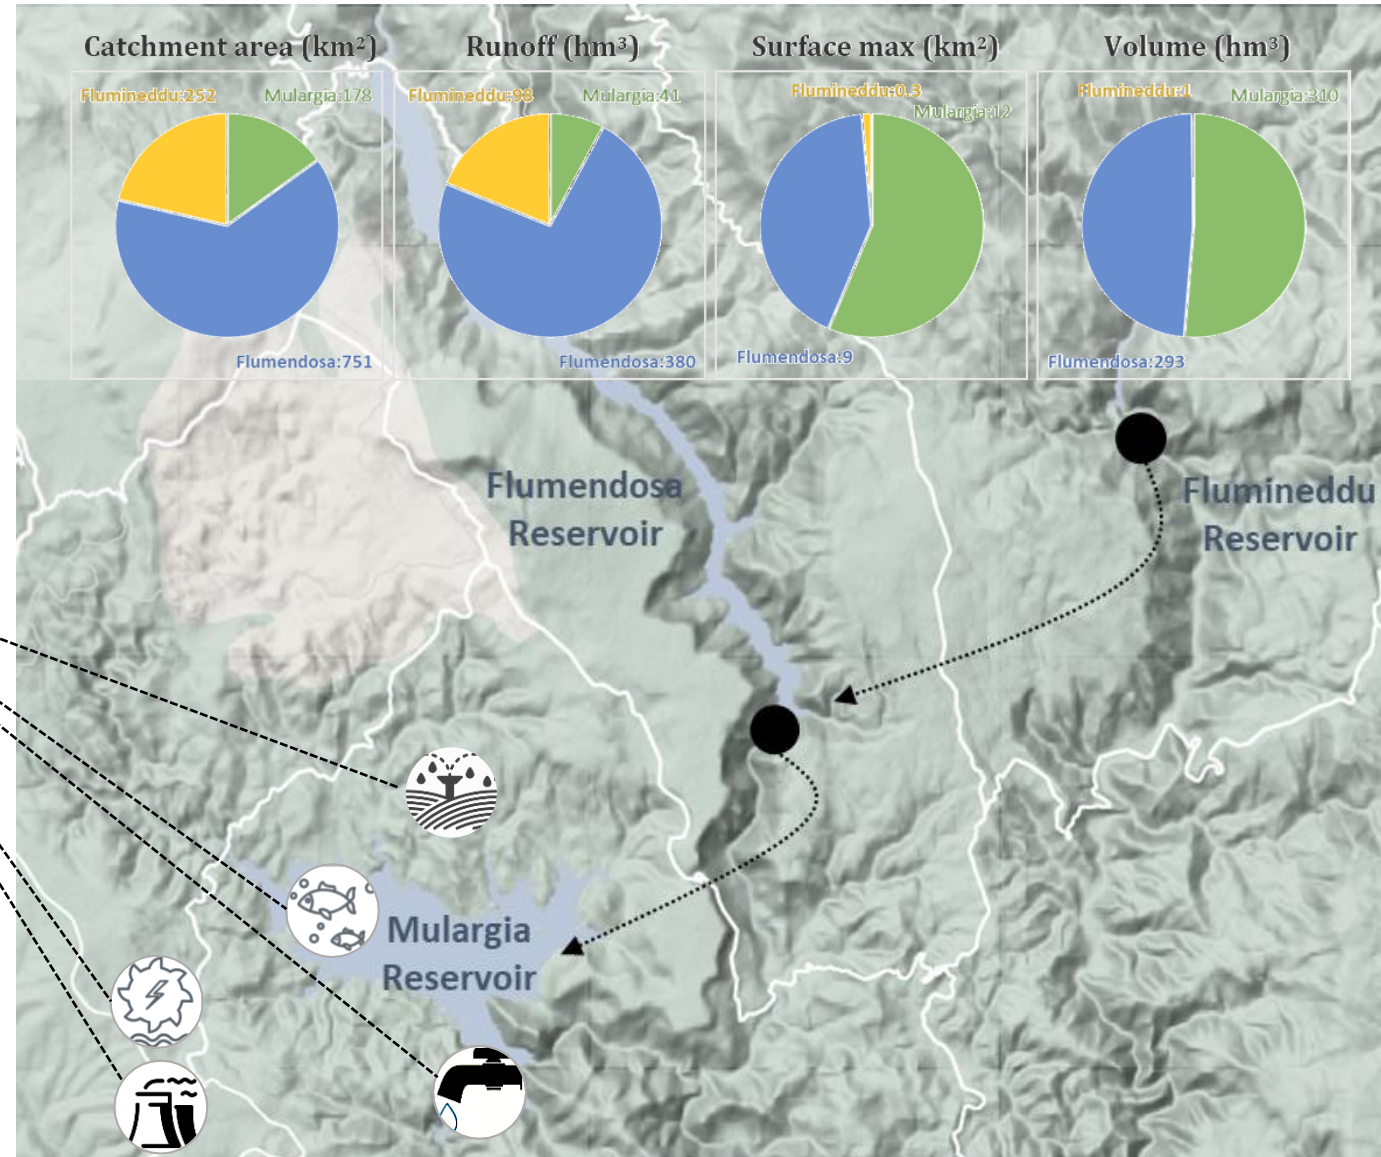 Catchment area (km²)
Flumineddu:252
Mulargia:178
Flumendosa:751
Runoff (hm³)
Flumineddu:98
Mulargia:41
Flumendosa:380
Surface max (km²)
Flumineddu:0.3
Mulargia:12
Flumendosa:9
Volume (hm³)
Flumineddu:1
Mulargia:310
Flumendosa:293
Flumendosa
Reservoir
Flumineddu
Reservoir
Mulargia
Reservoir